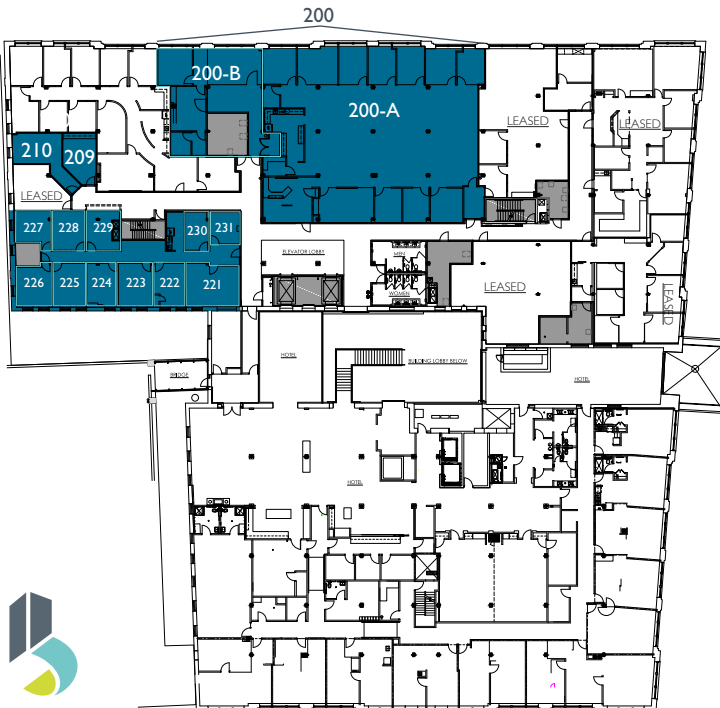 200
200-B
200-A
LEASED
LEASED
210
209
LEASED
227
228
229
230
231
ELEVATOR LOBBY
MEN
WOMEN
226
225
224
223
222
221
LEASED
LEASED
HOTEL
BUILDING LOBBY BELOW
BRIDGE
HOTEL
HOTEL